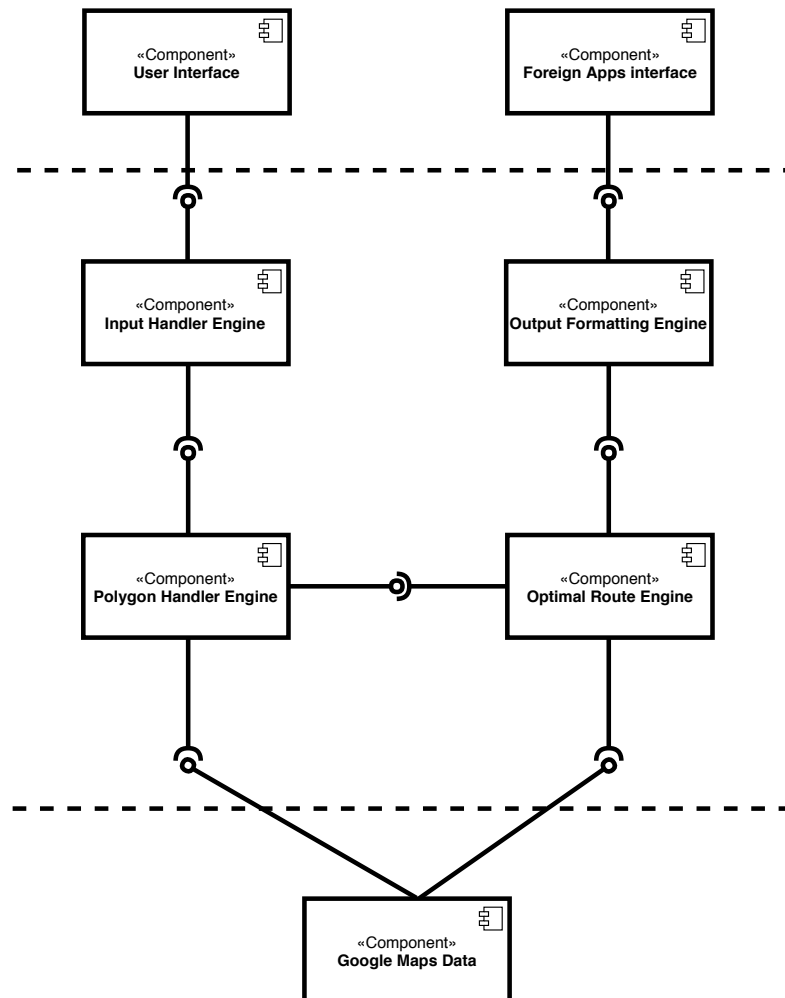 «Component»
User Interface
«Component»
Foreign Apps interface
«Component»
Input Handler Engine
«Component»
Output Formatting Engine
«Component»
Polygon Handler Engine
«Component»
Optimal Route Engine
«Component»
Google Maps Data